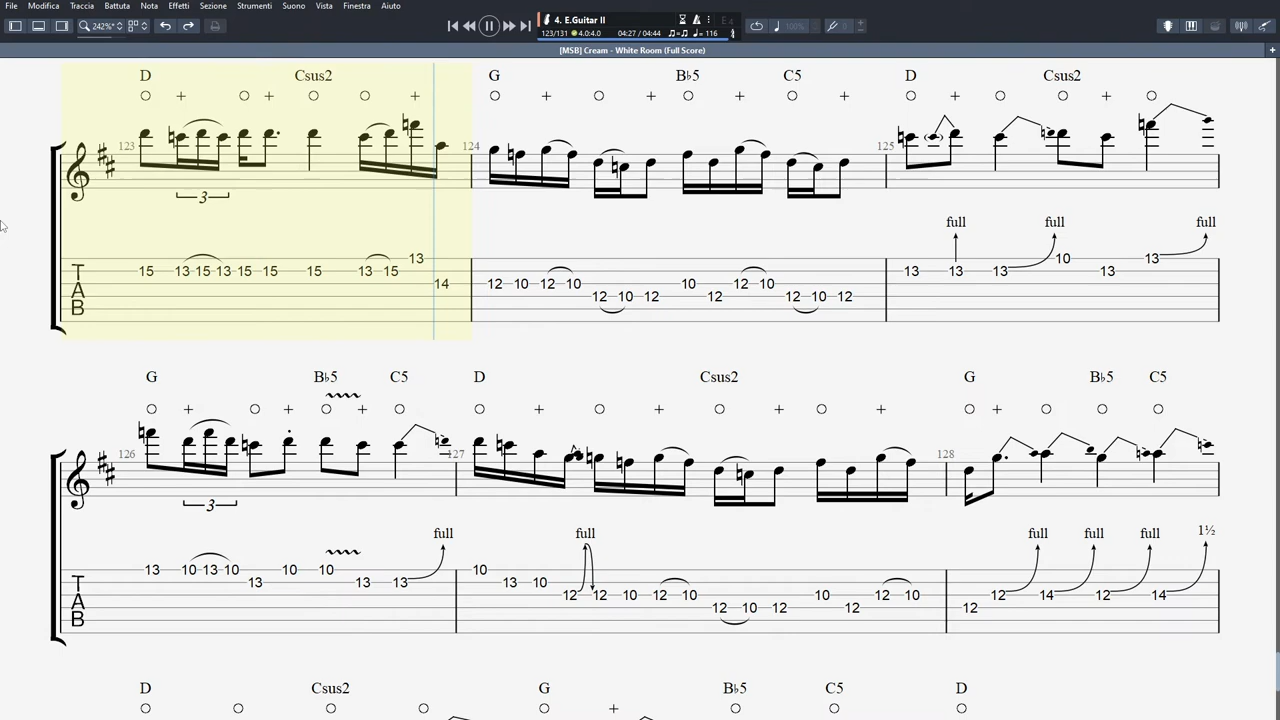 File Modifica Traccia Battuta Nota Effetti Sezione Strumenti Suono Vista Finestra Aiuto
242% 4. E.Guitar II 100% 0
123/131 4.0:4.0 04:27 / 04:44 = 116 E4
[MSB] Cream - White Room (Full Score)
D Csus2 G B♭5 C5 D Csus2
123 124 125
3
full full full
15 13 15 13 15 15 15 13 15 13 14 12 10 12 10 12 10 12 10 12 12 10 12 10 12 13 13 13 10 13 13
T
A
B
G B♭5 C5 D Csus2 G B♭5 C5
126 127 128
3
full full full full full 1½
13 10 13 10 13 10 10 13 13 10 13 10 12 12 10 12 10 12 10 12 10 12 12 10 12 12 14 12 14
T
A
B
D Csus2 G B♭5 C5 D